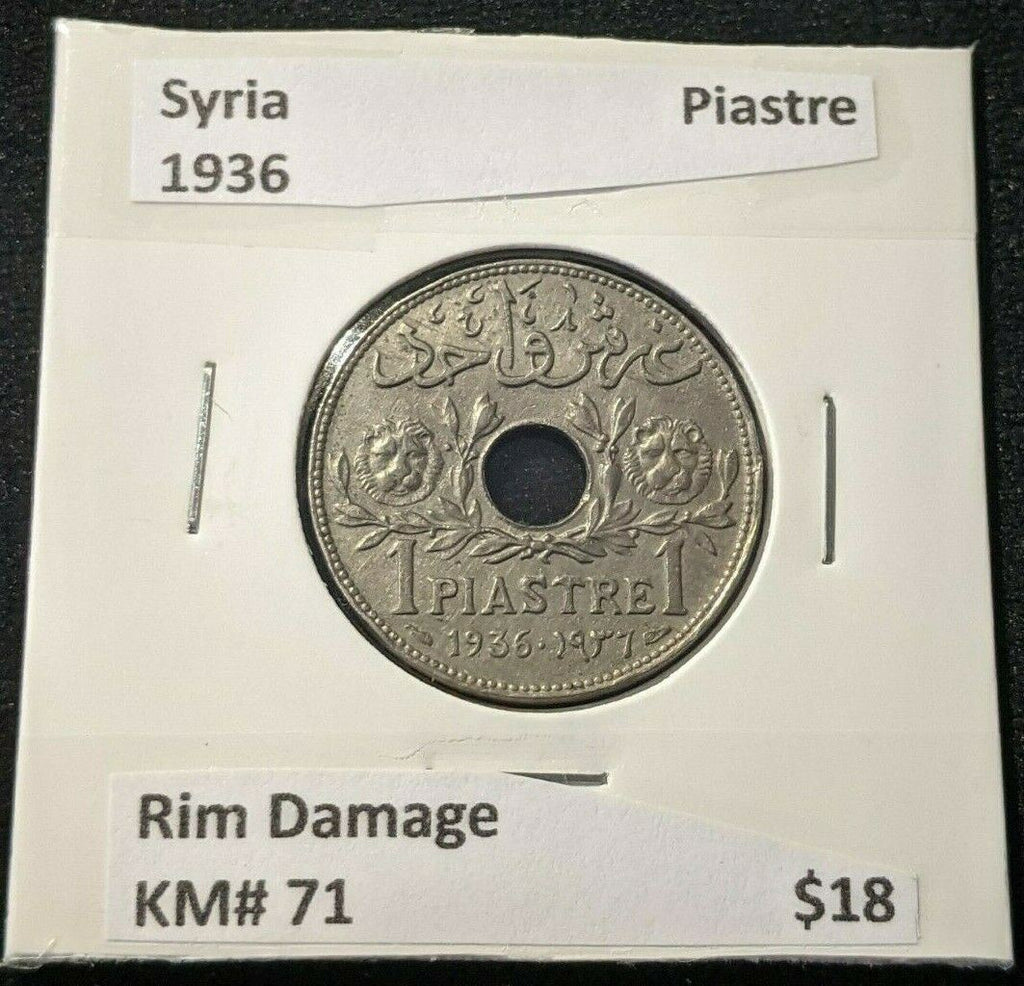 Syria Piastre
1936
غرش واحد
1 PIASTRE 1
1936 · ١٩٣٦
Rim Damage
KM# 71 $18